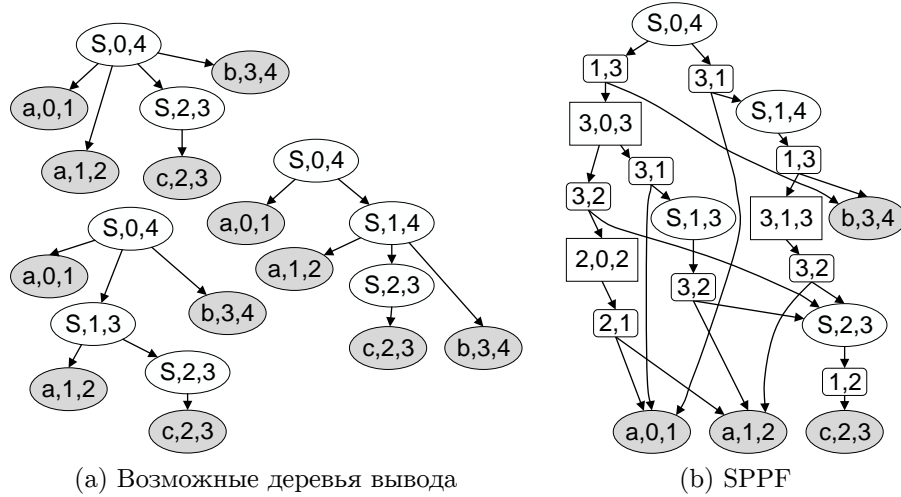 S,0,4
b,3,4
a,0,1
S,2,3
a,1,2
c,2,3
S,0,4
a,0,1
S,1,4
a,1,2
S,2,3
c,2,3
b,3,4
S,0,4
a,0,1
b,3,4
S,1,3
a,1,2
S,2,3
c,2,3
(a) Возможные деревья вывода
S,0,4
1,3
3,1
3,0,3
S,1,4
3,1
1,3
3,2
S,1,3
3,1,3
b,3,4
2,0,2
3,2
3,2
2,1
S,2,3
1,2
a,0,1
a,1,2
c,2,3
(b) SPPF